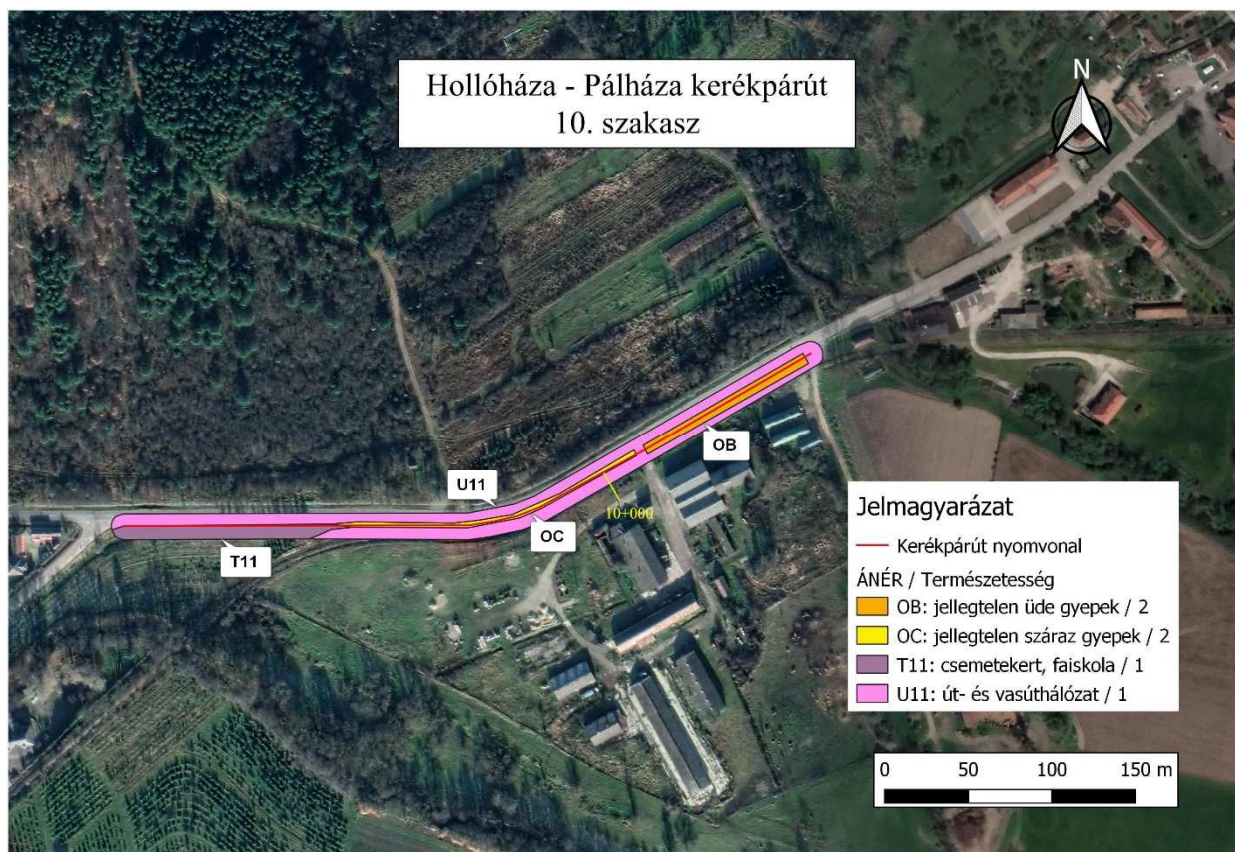 Hollóháza - Pálháza kerékpárút
10. szakasz
N
OB
U11
10+000
OC
T11
Jelmagyarázat
Kerékpárút nyomvonal
ÁNÉR / Természetesség
OB: jellegtelen üde gyepek / 2
OC: jellegtelen száraz gyepek / 2
T11: csemetekert, faiskola / 1
U11: út- és vasúthálózat / 1
0 50 100 150 m